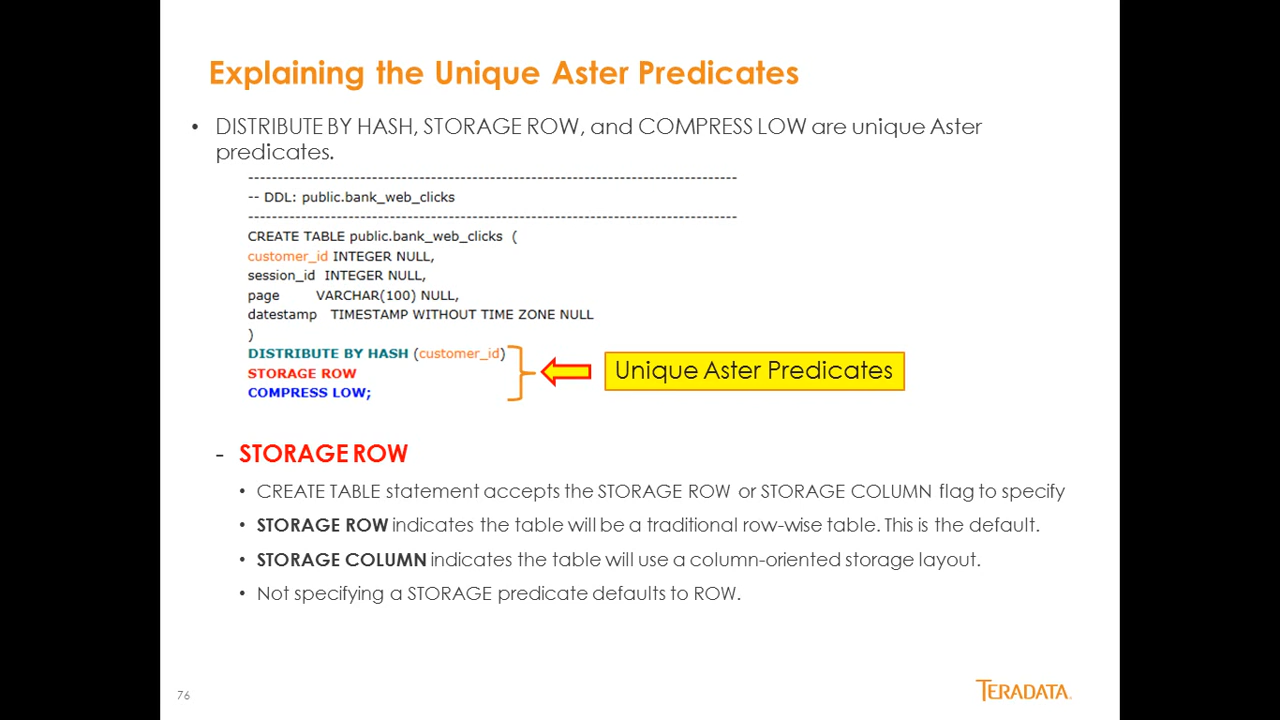 Explaining the Unique Aster Predicates
• DISTRIBUTE BY HASH, STORAGE ROW, and COMPRESS LOW are unique Aster
predicates.
----------------------------------------------------------------------------------
-- DDL: public.bank_web_clicks
----------------------------------------------------------------------------------
CREATE TABLE public.bank_web_clicks (
customer_id INTEGER NULL,
session_id INTEGER NULL,
page VARCHAR(100) NULL,
datestamp TIMESTAMP WITHOUT TIME ZONE NULL
)
DISTRIBUTE BY HASH (customer_id)
STORAGE ROW
COMPRESS LOW;
Unique Aster Predicates
- STORAGE ROW
• CREATE TABLE statement accepts the STORAGE ROW or STORAGE COLUMN flag to specify
• STORAGE ROW indicates the table will be a traditional row-wise table. This is the default.
• STORAGE COLUMN indicates the table will use a column-oriented storage layout.
• Not specifying a STORAGE predicate defaults to ROW.
76
TERADATA.